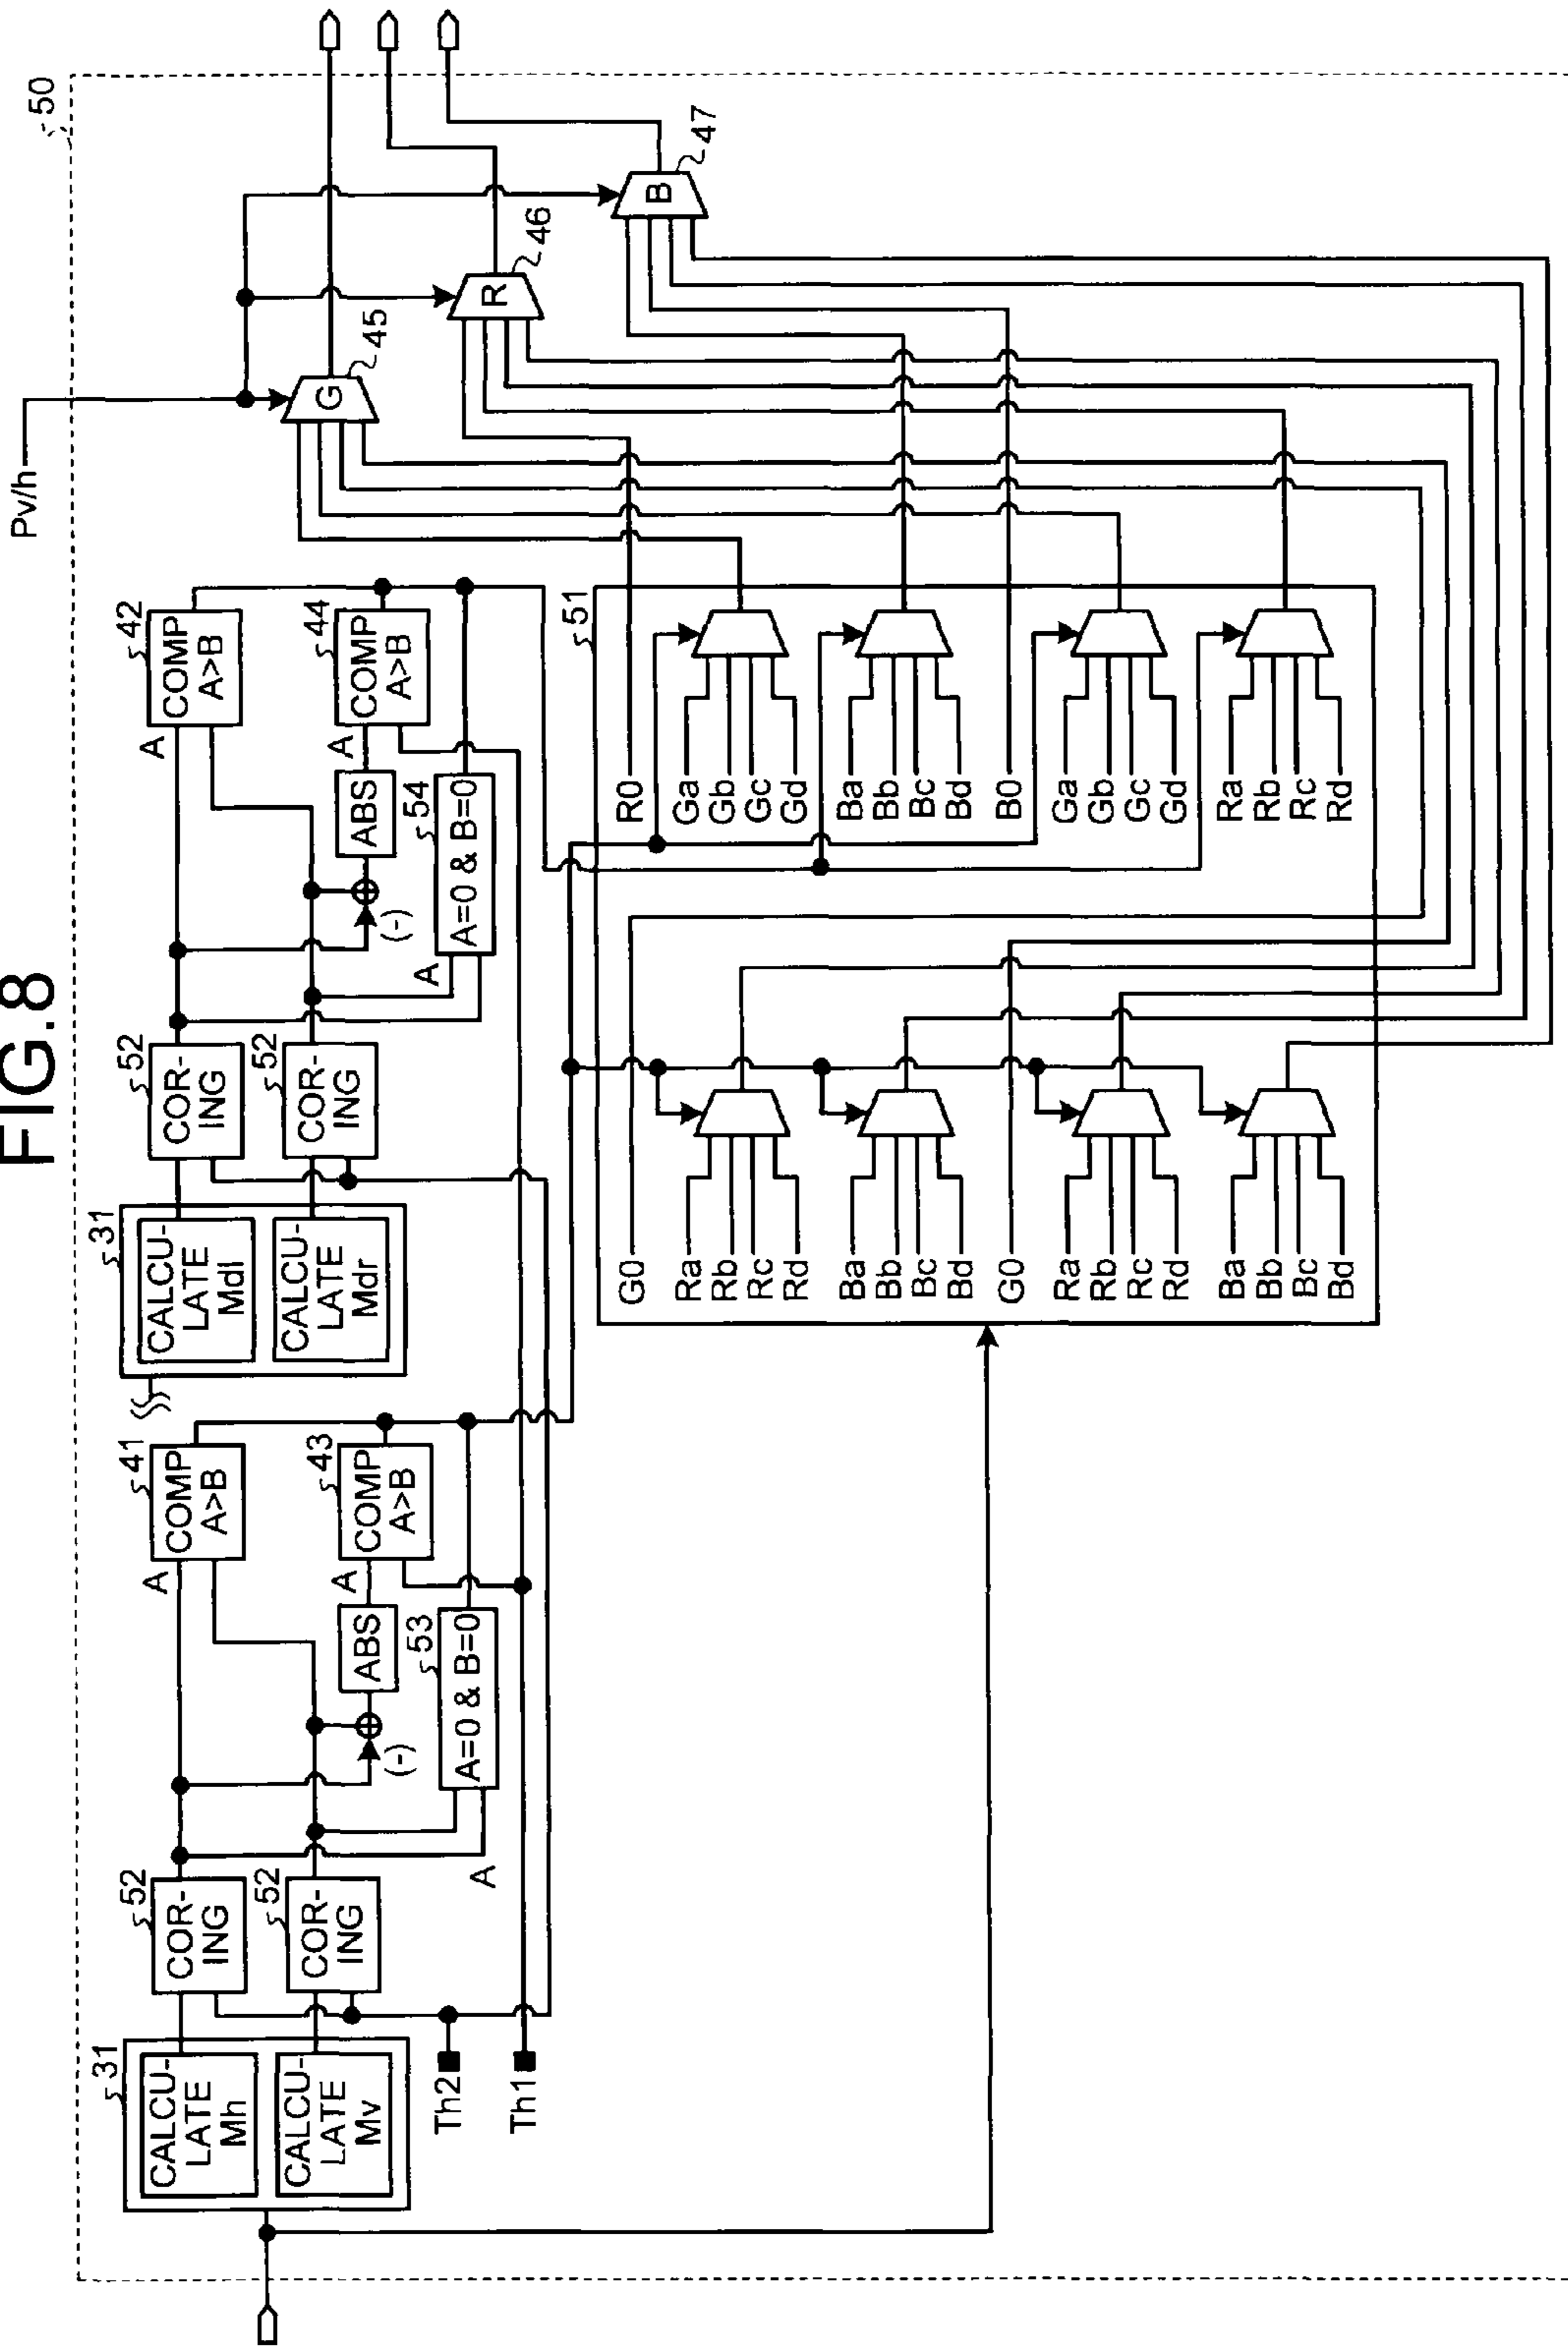 FIG.8
50
Pv/h
31
CALCU-
LATE
Mh
CALCU-
LATE
Mv
52
COR-
ING
52
COR-
ING
A
41
COMP
A>B
A
43
COMP
A>B
ABS
(-)
53
A=0 & B=0
A
Th2
Th1
31
CALCU-
LATE
Mdl
CALCU-
LATE
Mdr
52
COR-
ING
52
COR-
ING
A
42
COMP
A>B
A
44
COMP
A>B
ABS
(-)
54
A=0 & B=0
A
G
45
R
46
B
47
51
G0
Ra
Rb
Rc
Rd
Ba
Bb
Bc
Bd
G0
Ra
Rb
Rc
Rd
Ba
Bb
Bc
Bd
R0
Ga
Gb
Gc
Gd
Ba
Bb
Bc
Bd
B0
Ga
Gb
Gc
Gd
Ra
Rb
Rc
Rd